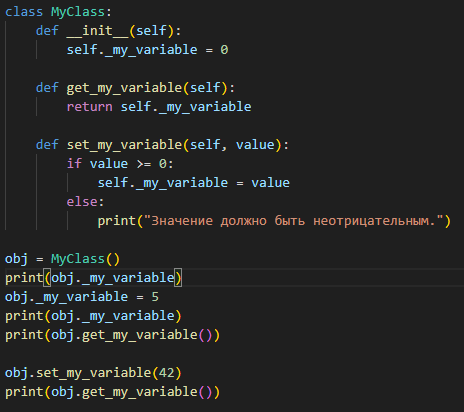 class MyClass:
    def __init__(self):
        self._my_variable = 0

    def get_my_variable(self):
        return self._my_variable

    def set_my_variable(self, value):
        if value >= 0:
            self._my_variable = value
        else:
            print("Значение должно быть неотрицательным.")

obj = MyClass()
print(obj._my_variable)
obj._my_variable = 5
print(obj._my_variable)
print(obj.get_my_variable())

obj.set_my_variable(42)
print(obj.get_my_variable())